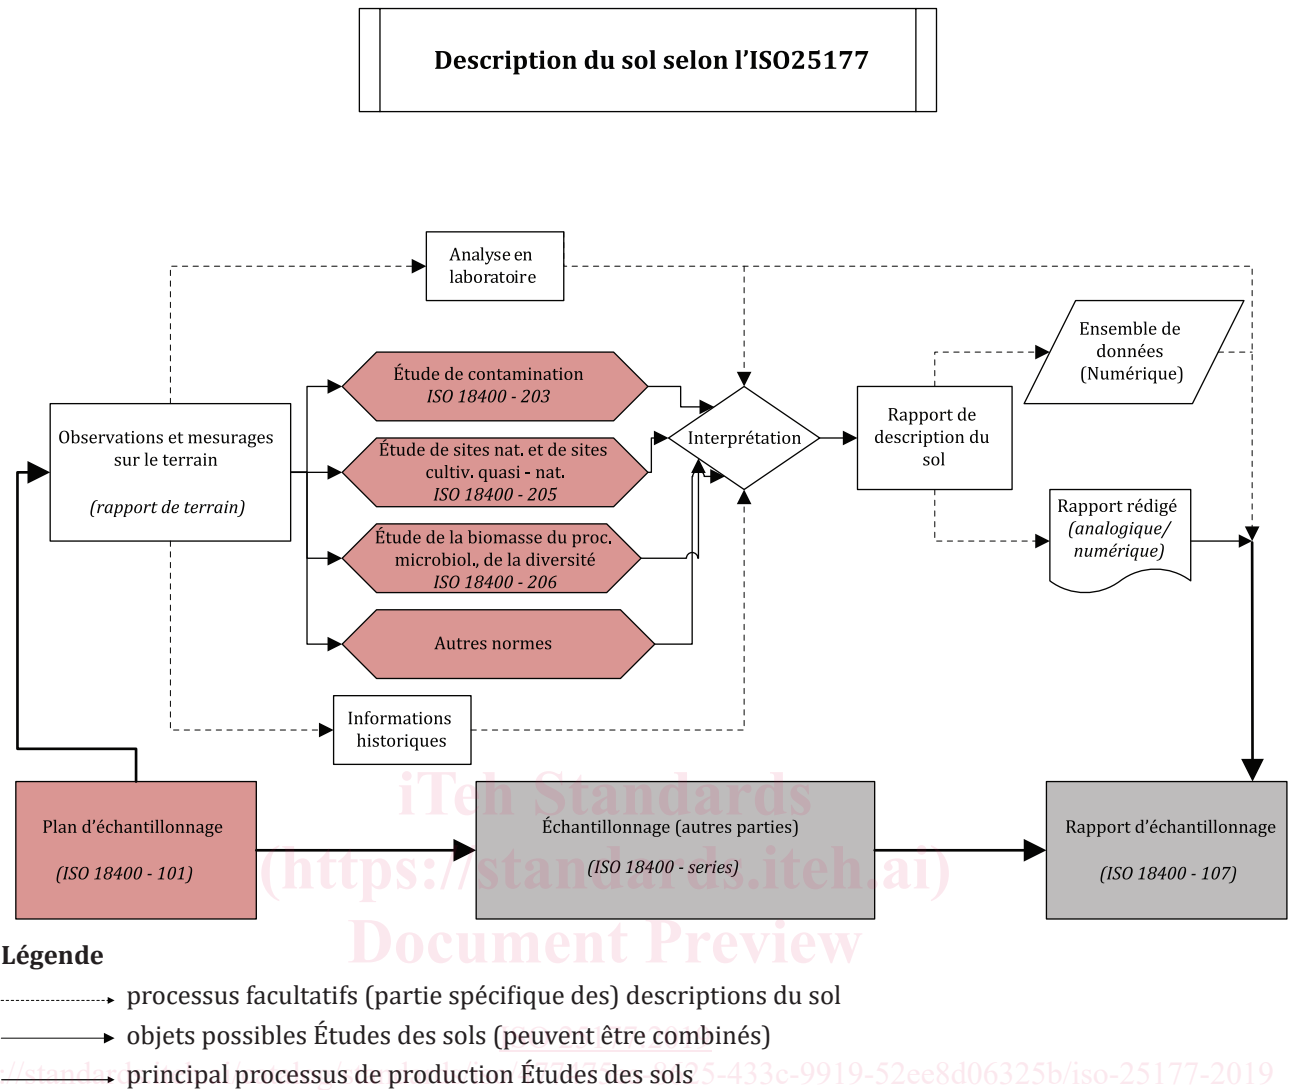 Description du sol selon l'ISO25177
Analyse en
laboratoire
Ensemble de
données
(Numérique)
Étude de contamination
ISO 18400 - 203
Observations et mesurages
sur le terrain
(rapport de terrain)
Étude de sites nat. et de sites
cultiv. quasi - nat.
ISO 18400 - 205
Interprétation
Rapport de
description du
sol
Étude de la biomasse du proc.
microbiol., de la diversité
ISO 18400 - 206
Rapport rédigé
(analogique/
numérique)
Autres normes
Informations
historiques
iTeh Standards
(https://standards.iteh.ai)
Document Preview
Plan d'échantillonnage
(ISO 18400 - 101)
Échantillonnage (autres parties)
(ISO 18400 - series)
Rapport d'échantillonnage
(ISO 18400 - 107)
Légende
processus facultatifs (partie spécifique des) descriptions du sol
objets possibles Études des sols (peuvent être combinés)
principal processus de production Études des sols
-433c-9919-52ee8d06325b/iso-25177-2019